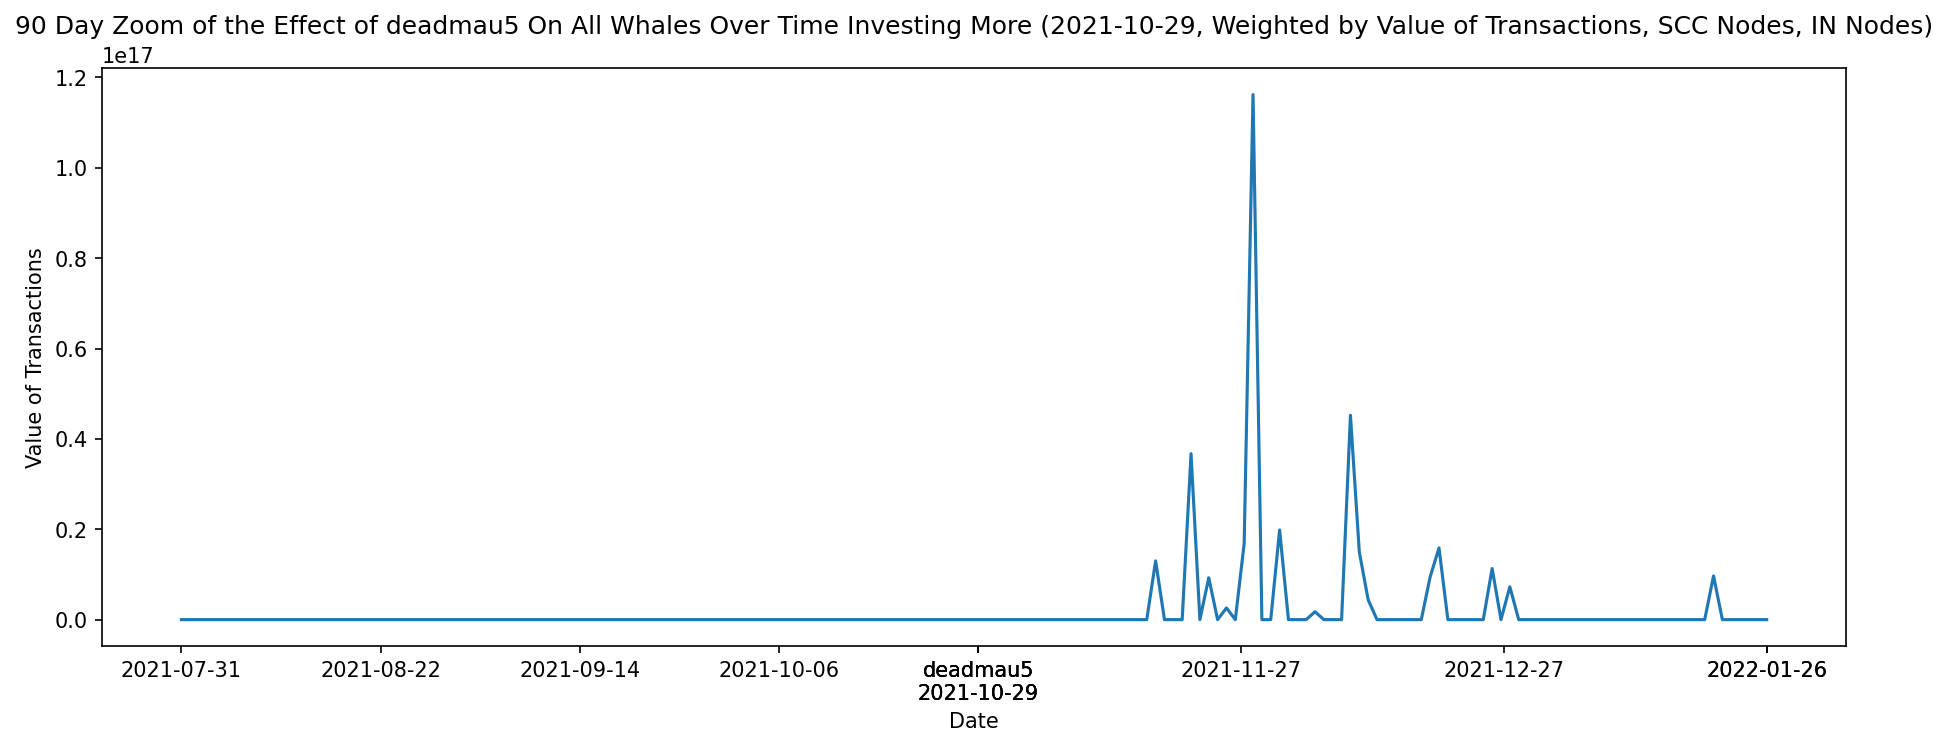 90 Day Zoom of the Effect of deadmau5 On All Whales Over Time Investing More (2021-10-29, Weighted by Value of Transactions, SCC Nodes, IN Nodes)
1e17
1.2
1.0
0.8
0.6
0.4
0.2
0.0
Value of Transactions
2021-07-31 2021-08-22 2021-09-14 2021-10-06 deadmau5 2021-11-27 2021-12-27 2022-01-26
2021-10-29
Date